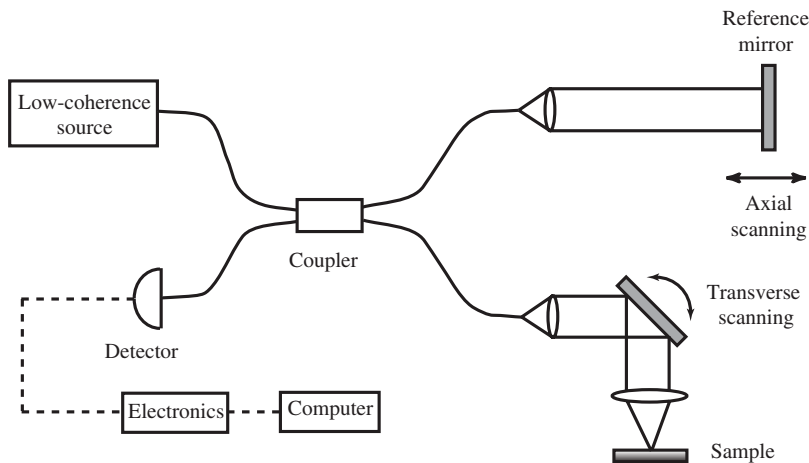 Reference
mirror
Low-coherence
source
Axial
scanning
Coupler
Transverse
scanning
Detector
Electronics
Computer
Sample